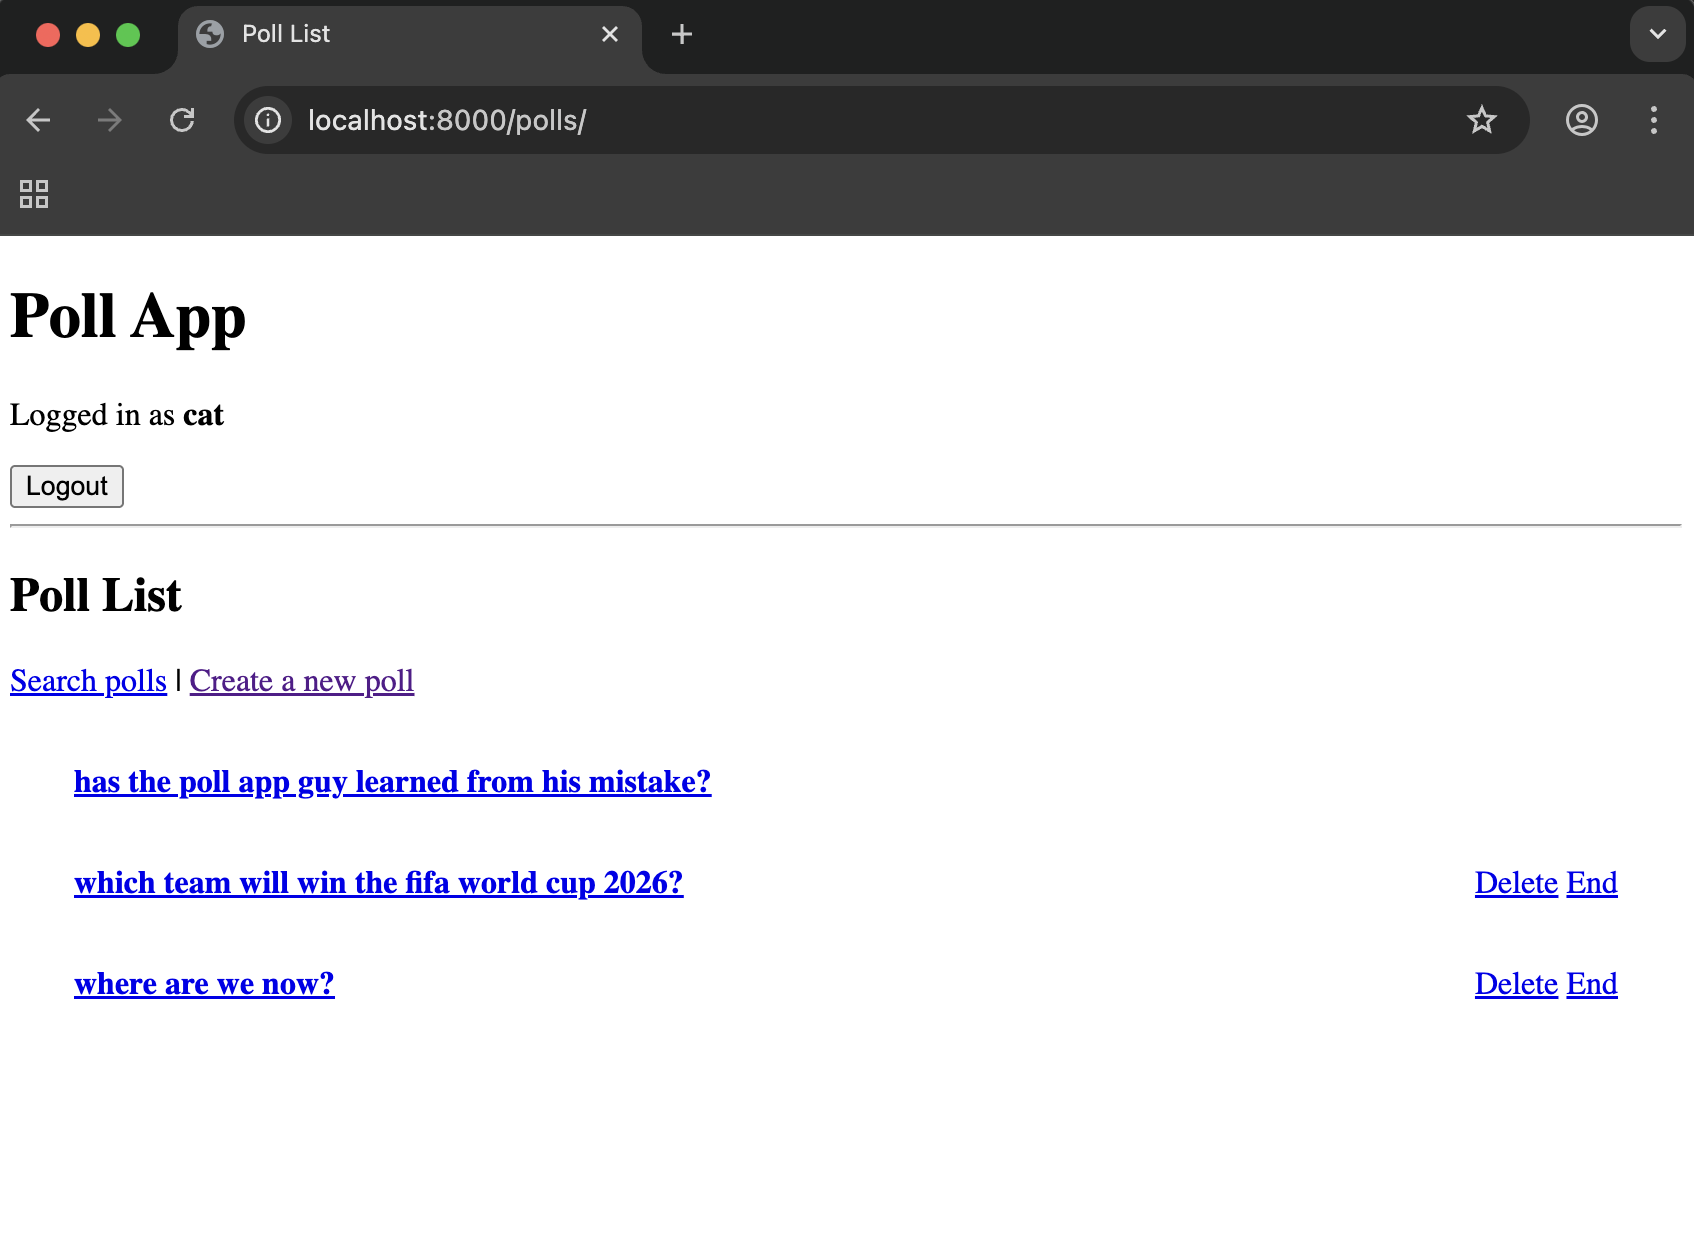 Poll List
localhost:8000/polls/
Poll App
Logged in as cat
Logout
Poll List
Search polls | Create a new poll
has the poll app guy learned from his mistake?
which team will win the fifa world cup 2026? Delete End
where are we now? Delete End